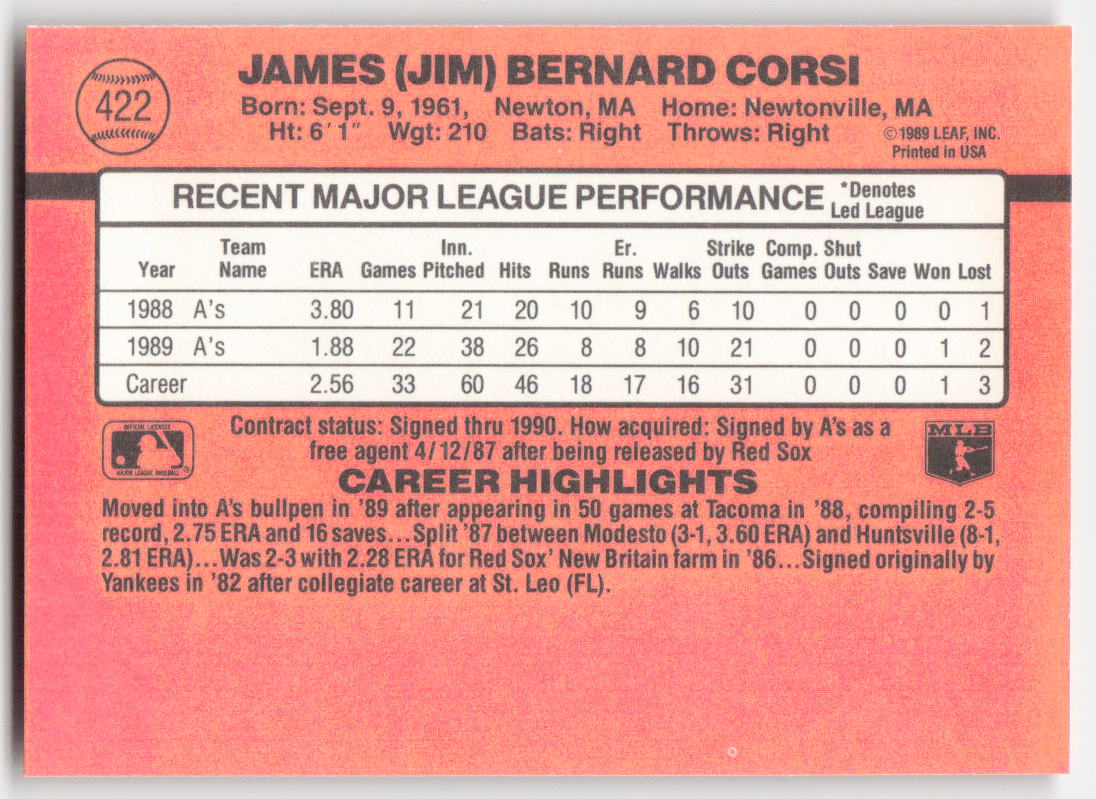 422
JAMES (JIM) BERNARD CORSI
Born: Sept. 9, 1961, Newton, MA Home: Newtonville, MA
Ht: 6'1" Wgt: 210 Bats: Right Throws: Right
©1989 LEAF, INC.
Printed in USA
RECENT MAJOR LEAGUE PERFORMANCE
*Denotes
Led League
Team Inn. Er. Strike Comp. Shut
Year Name ERA Games Pitched Hits Runs Runs Walks Outs Games Outs Save Won Lost
1988 A's 3.80 11 21 20 10 9 6 10 0 0 0 0 1
1989 A's 1.88 22 38 26 8 8 10 21 0 0 0 1 2
Career 2.56 33 60 46 18 17 16 31 0 0 0 1 3
OFFICIAL LICENSEE
MAJOR LEAGUE BASEBALL
®
Contract status: Signed thru 1990. How acquired: Signed by A's as a
free agent 4/12/87 after being released by Red Sox
MLB
CAREER HIGHLIGHTS
Moved into A's bullpen in '89 after appearing in 50 games at Tacoma in '88, compiling 2-5
record, 2.75 ERA and 16 saves...Split '87 between Modesto (3-1, 3.60 ERA) and Huntsville (8-1,
2.81 ERA)...Was 2-3 with 2.28 ERA for Red Sox' New Britain farm in '86...Signed originally by
Yankees in '82 after collegiate career at St. Leo (FL).